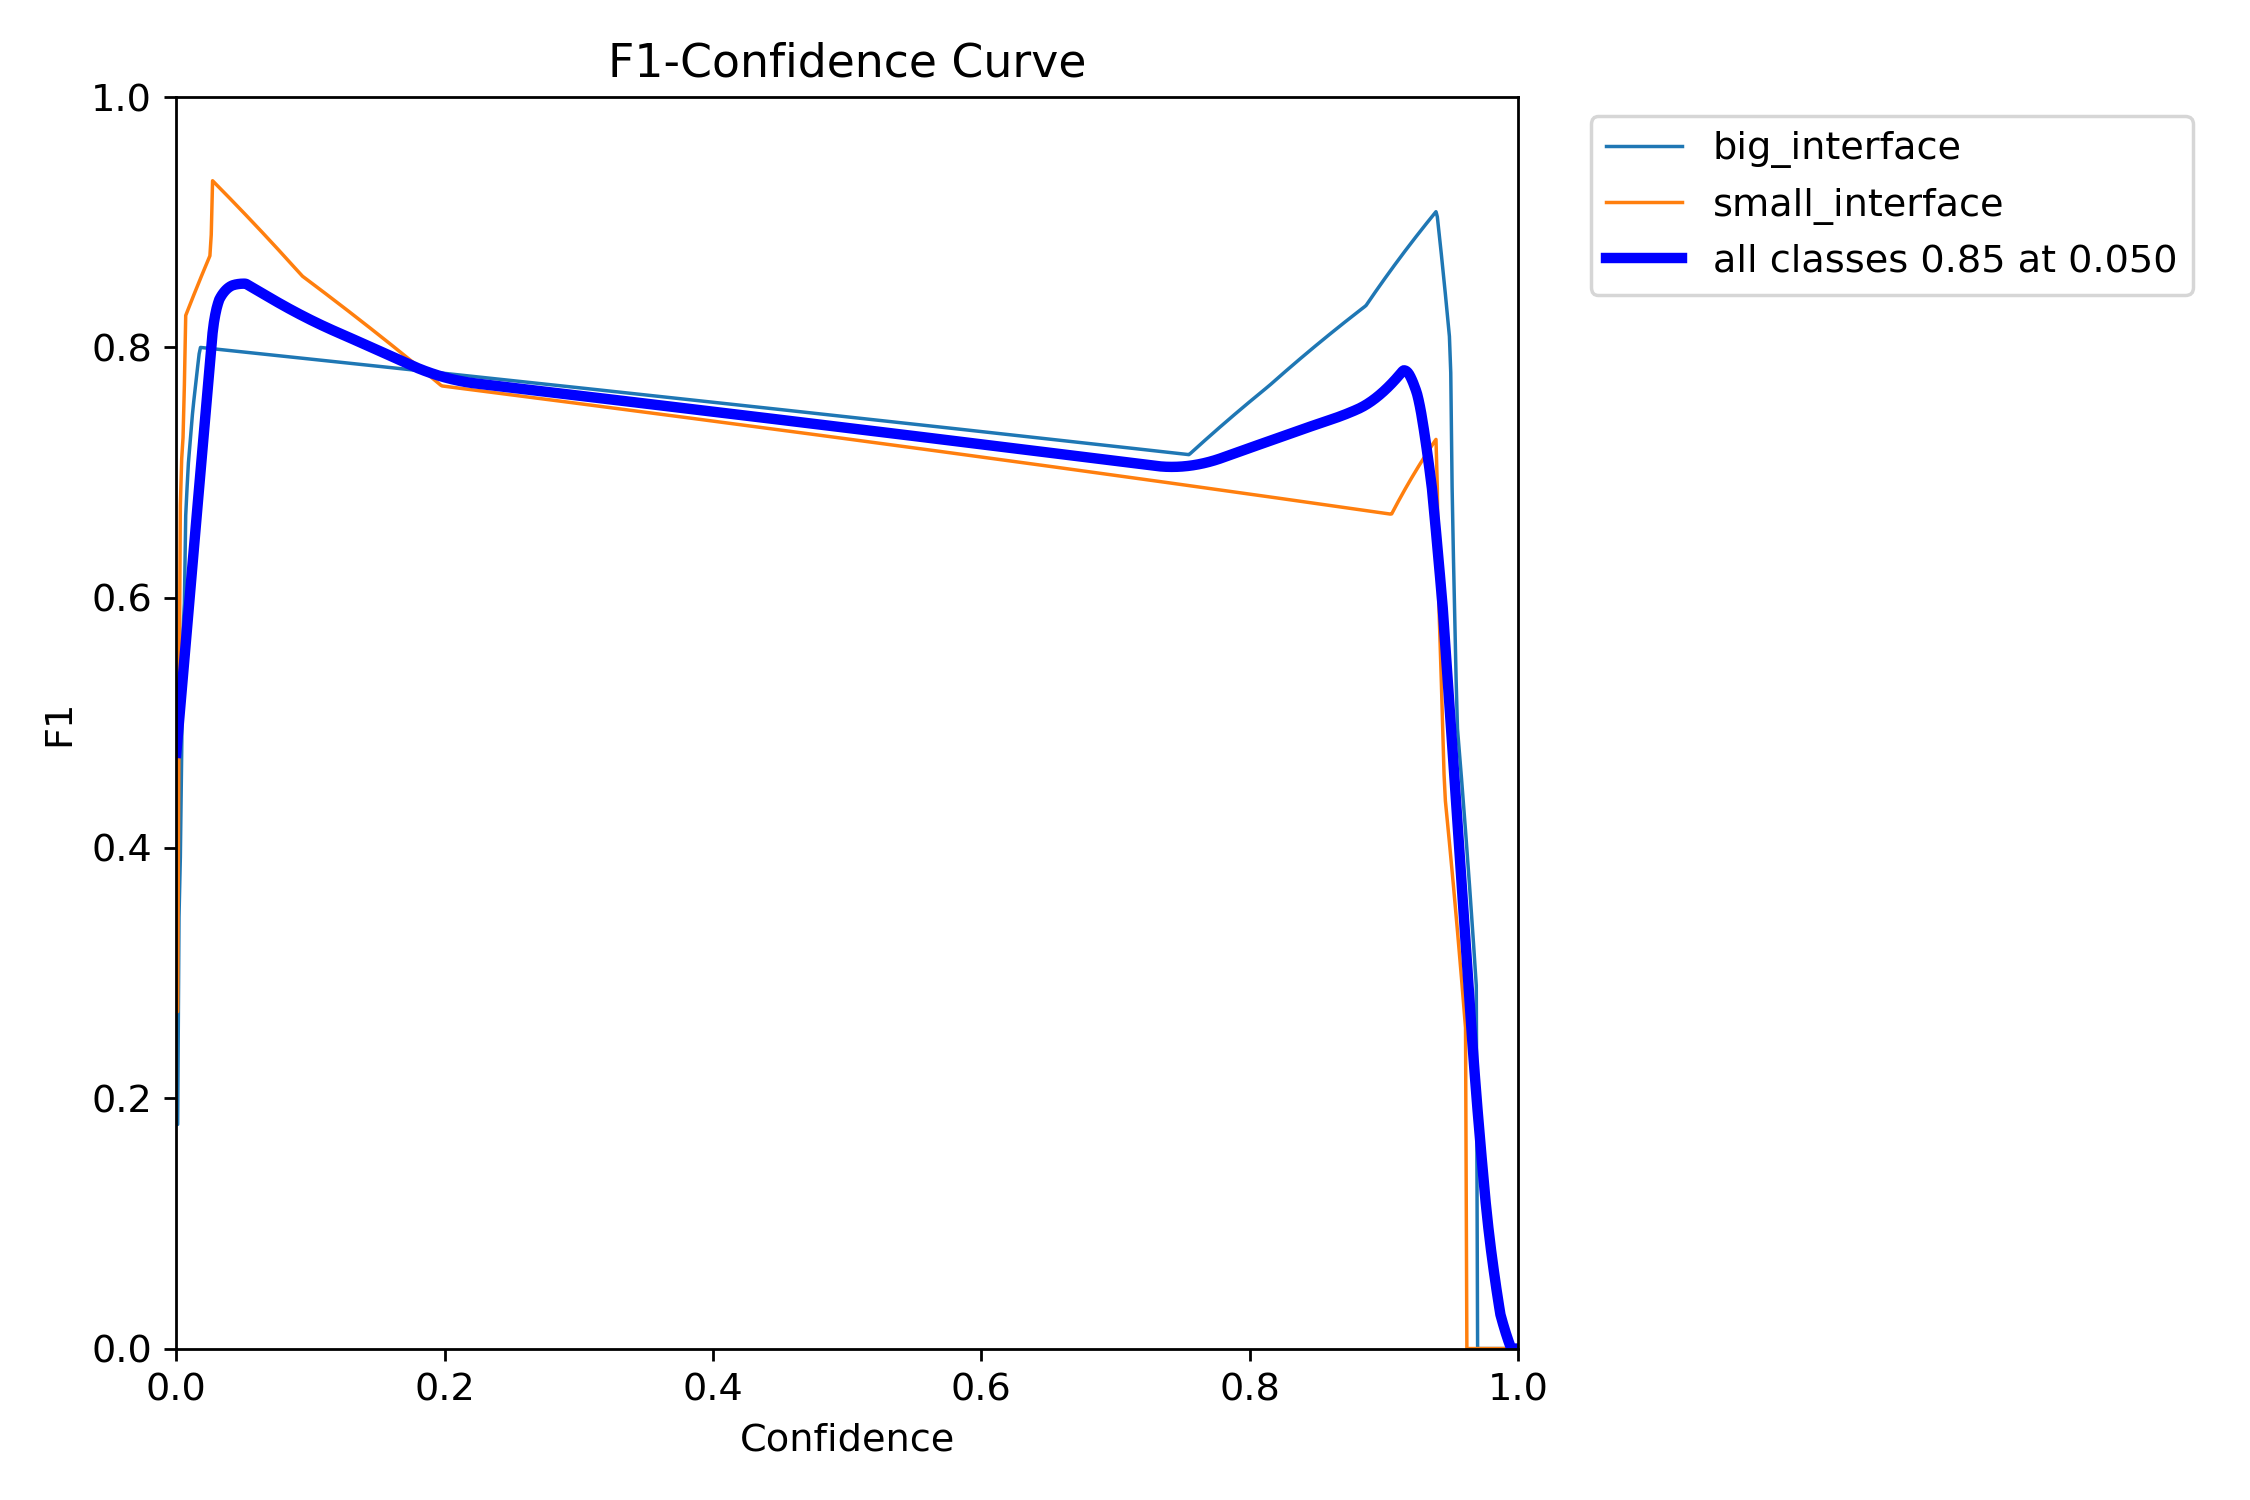 F1-Confidence Curve
1.0
0.8
0.6
0.4
0.2
0.0
F1
0.0 0.2 0.4 0.6 0.8 1.0
Confidence
big_interface
small_interface
all classes 0.85 at 0.050